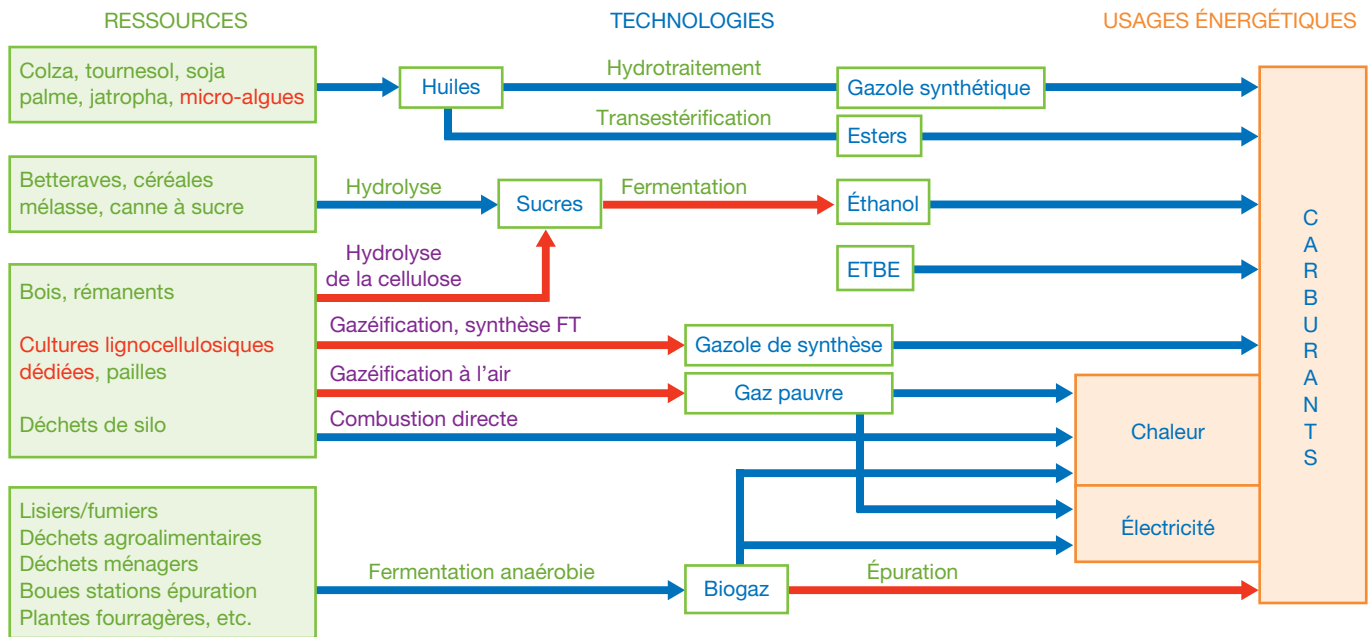 RESSOURCES
TECHNOLOGIES
USAGES ÉNERGÉTIQUES
Colza, tournesol, soja
palme, jatropha, micro-algues
Huiles
Hydrotraitement
Gazole synthétique
Transestérification
Esters
Betteraves, céréales
mélasse, canne à sucre
Hydrolyse
Sucres
Fermentation
Éthanol
Hydrolyse
de la cellulose
ETBE
Bois, rémanents
Cultures lignocellulosiques
dédiées, pailles
Déchets de silo
Gazéification, synthèse FT
Gazole de synthèse
Gazéification à l'air
Gaz pauvre
Combustion directe
Chaleur
Électricité
CARBURANTS
Lisiers/fumiers
Déchets agroalimentaires
Déchets ménagers
Boues stations épuration
Plantes fourragères, etc.
Fermentation anaérobie
Biogaz
Épuration